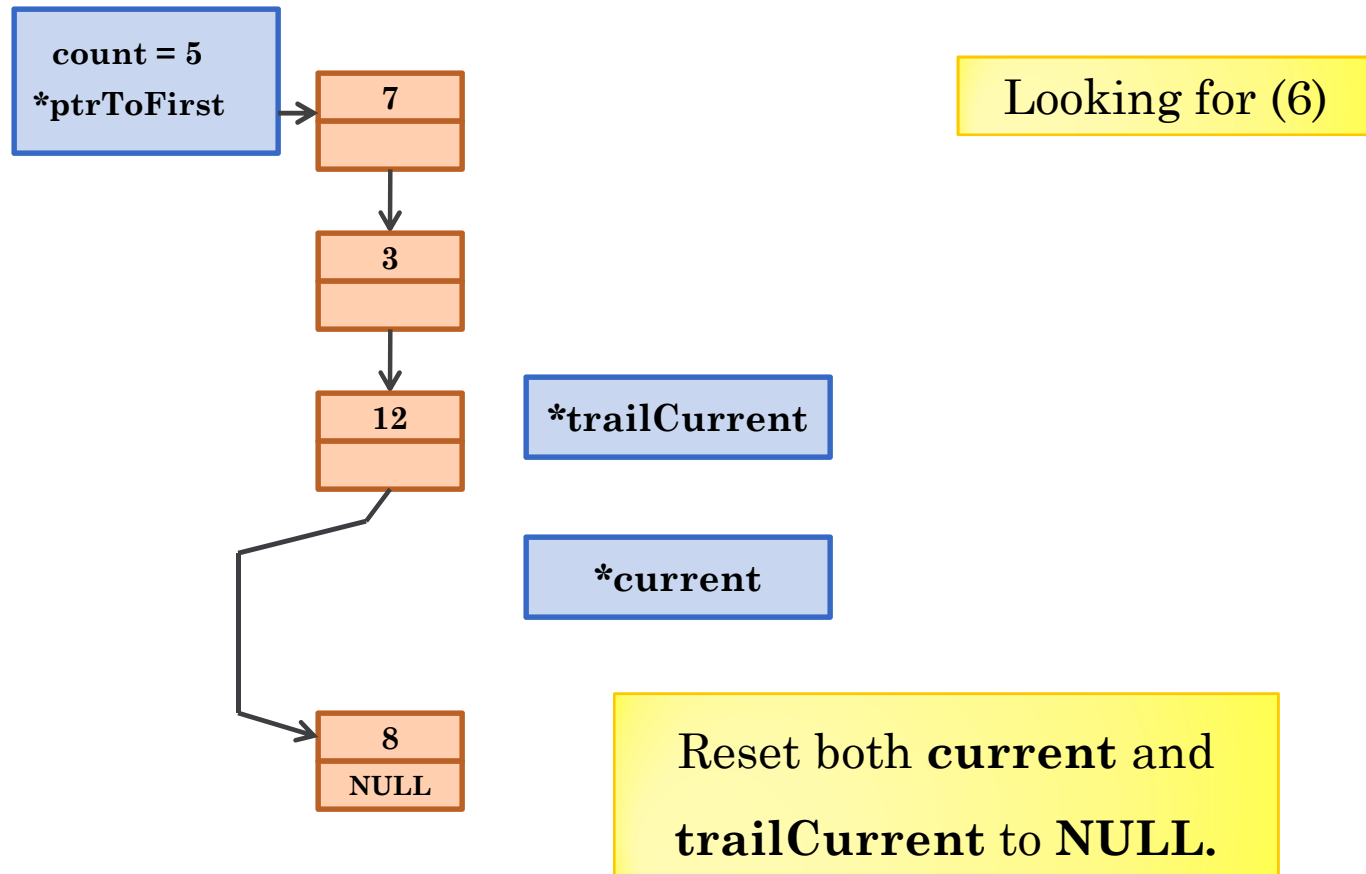 count = 5
*ptrToFirst
7
Looking for (6)
3
12
*trailCurrent
*current
8
NULL
Reset both current and
trailCurrent to NULL.